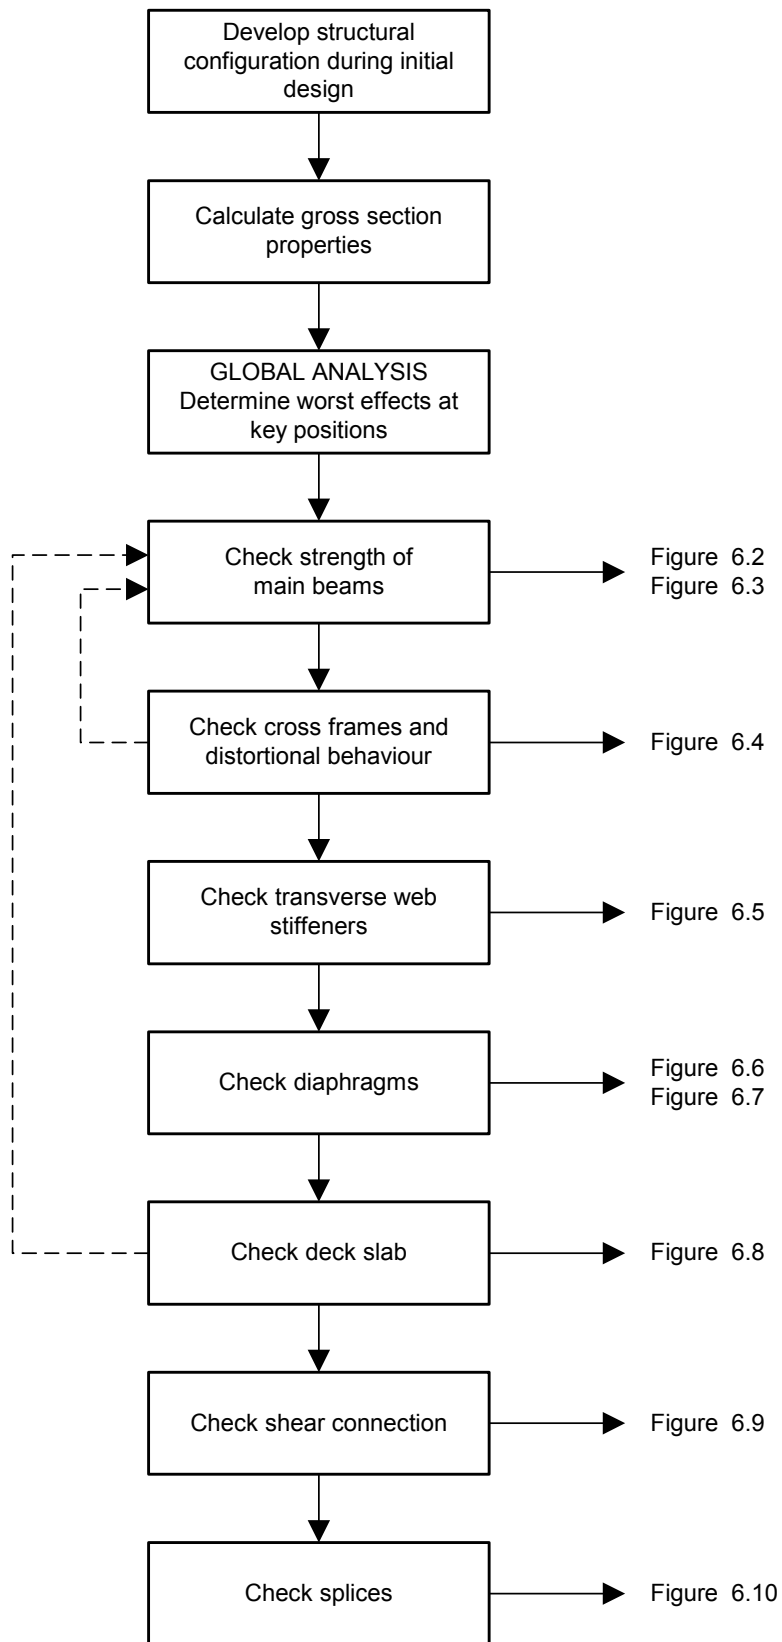 Develop structural
configuration during initial
design
Calculate gross section
properties
GLOBAL ANALYSIS
Determine worst effects at
key positions
Check strength of
main beams
Figure 6.2
Figure 6.3
Check cross frames and
distortional behaviour
Figure 6.4
Check transverse web
stiffeners
Figure 6.5
Check diaphragms
Figure 6.6
Figure 6.7
Check deck slab
Figure 6.8
Check shear connection
Figure 6.9
Check splices
Figure 6.10